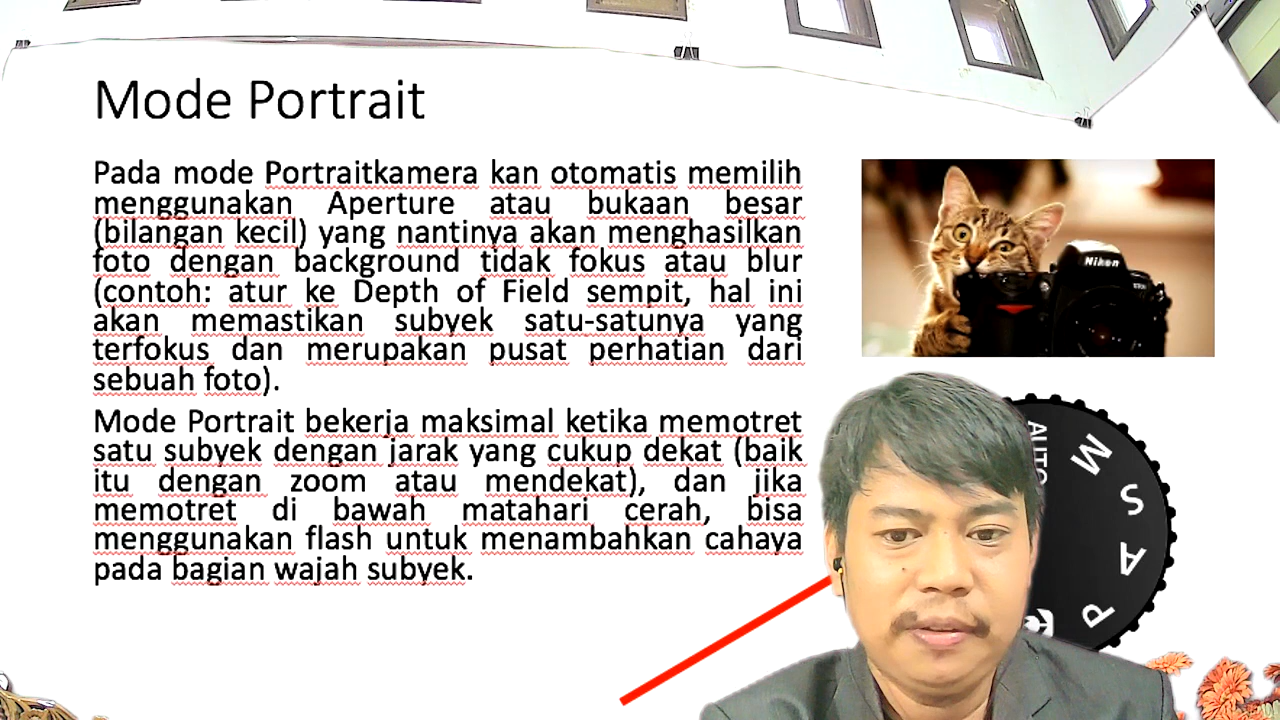 Mode Portrait
Pada mode Portraitkamera kan otomatis memilih
menggunakan Aperture atau bukaan besar
(bilangan kecil) yang nantinya akan menghasilkan
foto dengan background tidak fokus atau blur
(contoh: atur ke Depth of Field sempit, hal ini
akan memastikan subyek satu-satunya yang
terfokus dan merupakan pusat perhatian dari
sebuah foto).
Mode Portrait bekerja maksimal ketika memotret
satu subyek dengan jarak yang cukup dekat (baik
itu dengan zoom atau mendekat), dan jika
memotret di bawah matahari cerah, bisa
menggunakan flash untuk menambahkan cahaya
pada bagian wajah subyek.
Nikon
AUTO
M
S
A
P